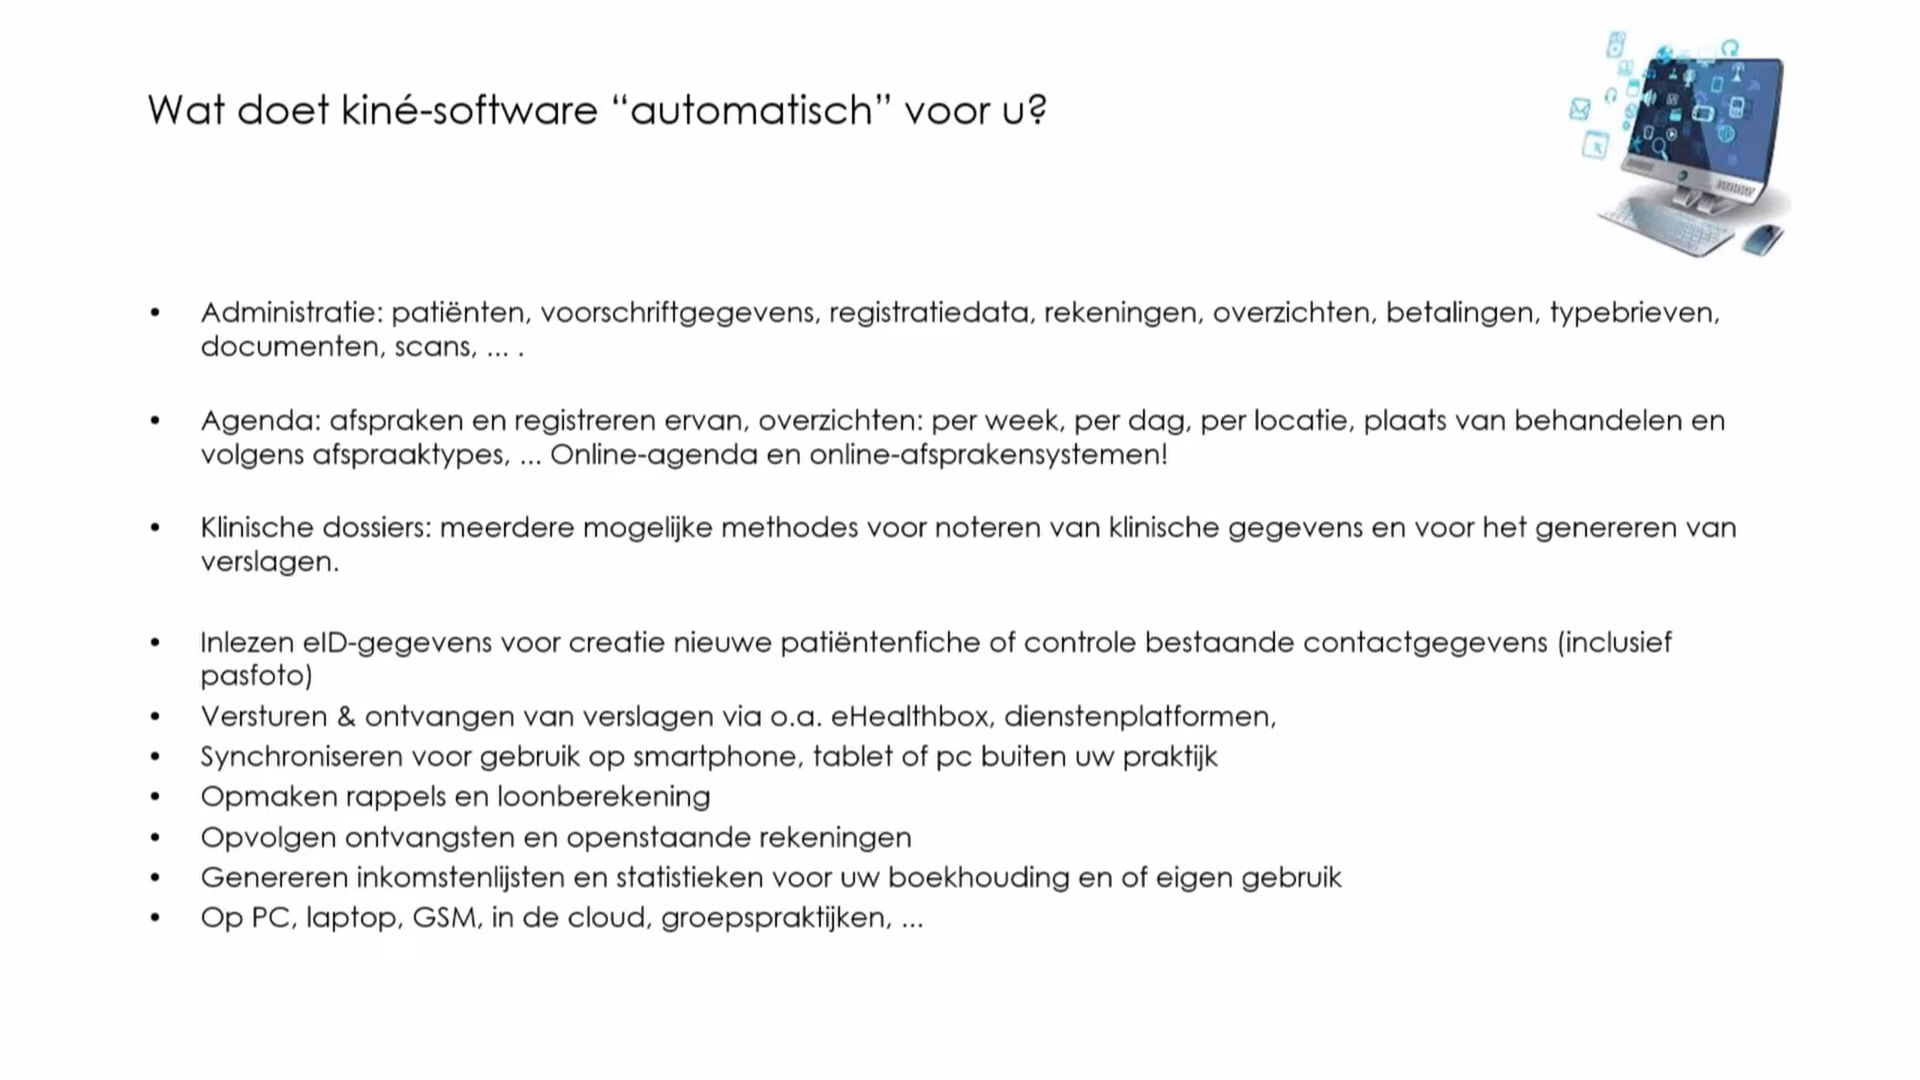 Wat doet kiné-software “automatisch” voor u?
• Administratie: patiënten, voorschriftgegevens, registratiedata, rekeningen, overzichten, betalingen, typebrieven,
documenten, scans, ... .
• Agenda: afspraken en registreren ervan, overzichten: per week, per dag, per locatie, plaats van behandelen en
volgens afspraaktypes, ... Online-agenda en online-afsprakensystemen!
• Klinische dossiers: meerdere mogelijke methodes voor noteren van klinische gegevens en voor het genereren van
verslagen.
• Inlezen eID-gegevens voor creatie nieuwe patiëntenfiche of controle bestaande contactgegevens (inclusief
pasfoto)
• Versturen & ontvangen van verslagen via o.a. eHealthbox, dienstenplatformen,
• Synchroniseren voor gebruik op smartphone, tablet of pc buiten uw praktijk
• Opmaken rappels en loonberekening
• Opvolgen ontvangsten en openstaande rekeningen
• Genereren inkomstenlijsten en statistieken voor uw boekhouding en of eigen gebruik
• Op PC, laptop, GSM, in de cloud, groepspraktijken, ...